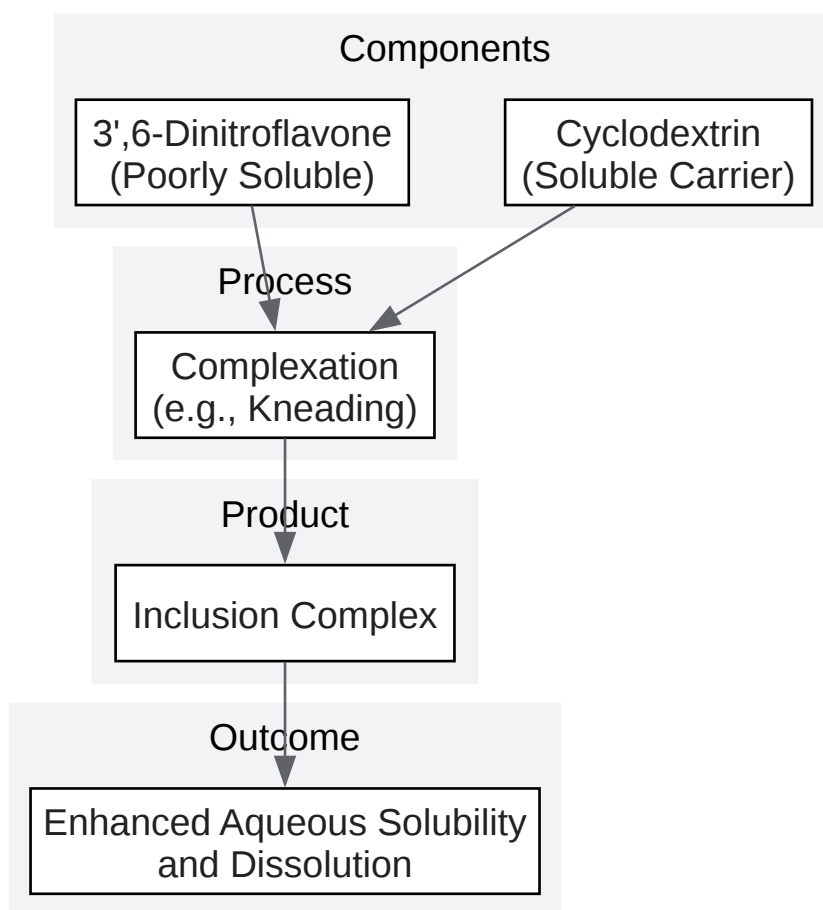 Components
3',6-Dinitroflavone
(Poorly Soluble)
Cyclodextrin
(Soluble Carrier)
Process
Complexation
(e.g., Kneading)
Product
Inclusion Complex
Outcome
Enhanced Aqueous Solubility
and Dissolution